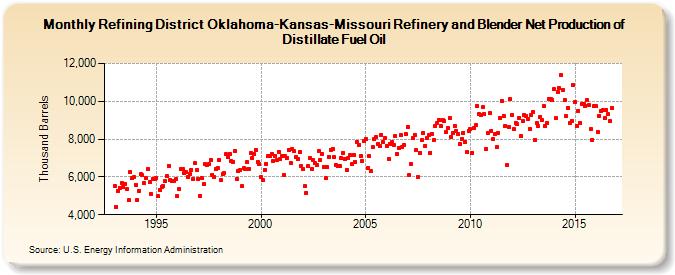 Monthly Refining District Oklahoma-Kansas-Missouri Refinery and Blender Net Production of
Distillate Fuel Oil
Thousand Barrels
12,000
10,000
8,000
6,000
4,000
1995
2000
2005
2010
2015
Source: U.S. Energy Information Administration